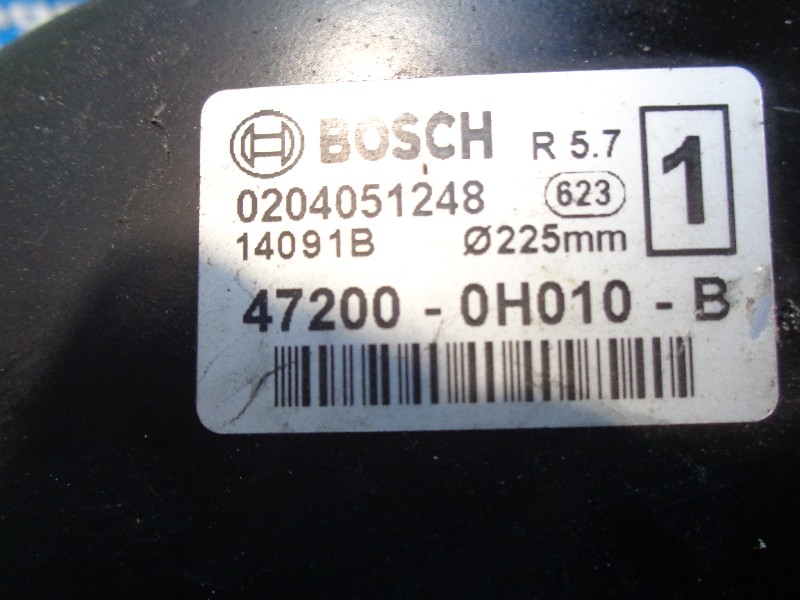 BOSCH R 5.7 1
0204051248 623
14091B Ø225mm
47200 - 0H010 - B